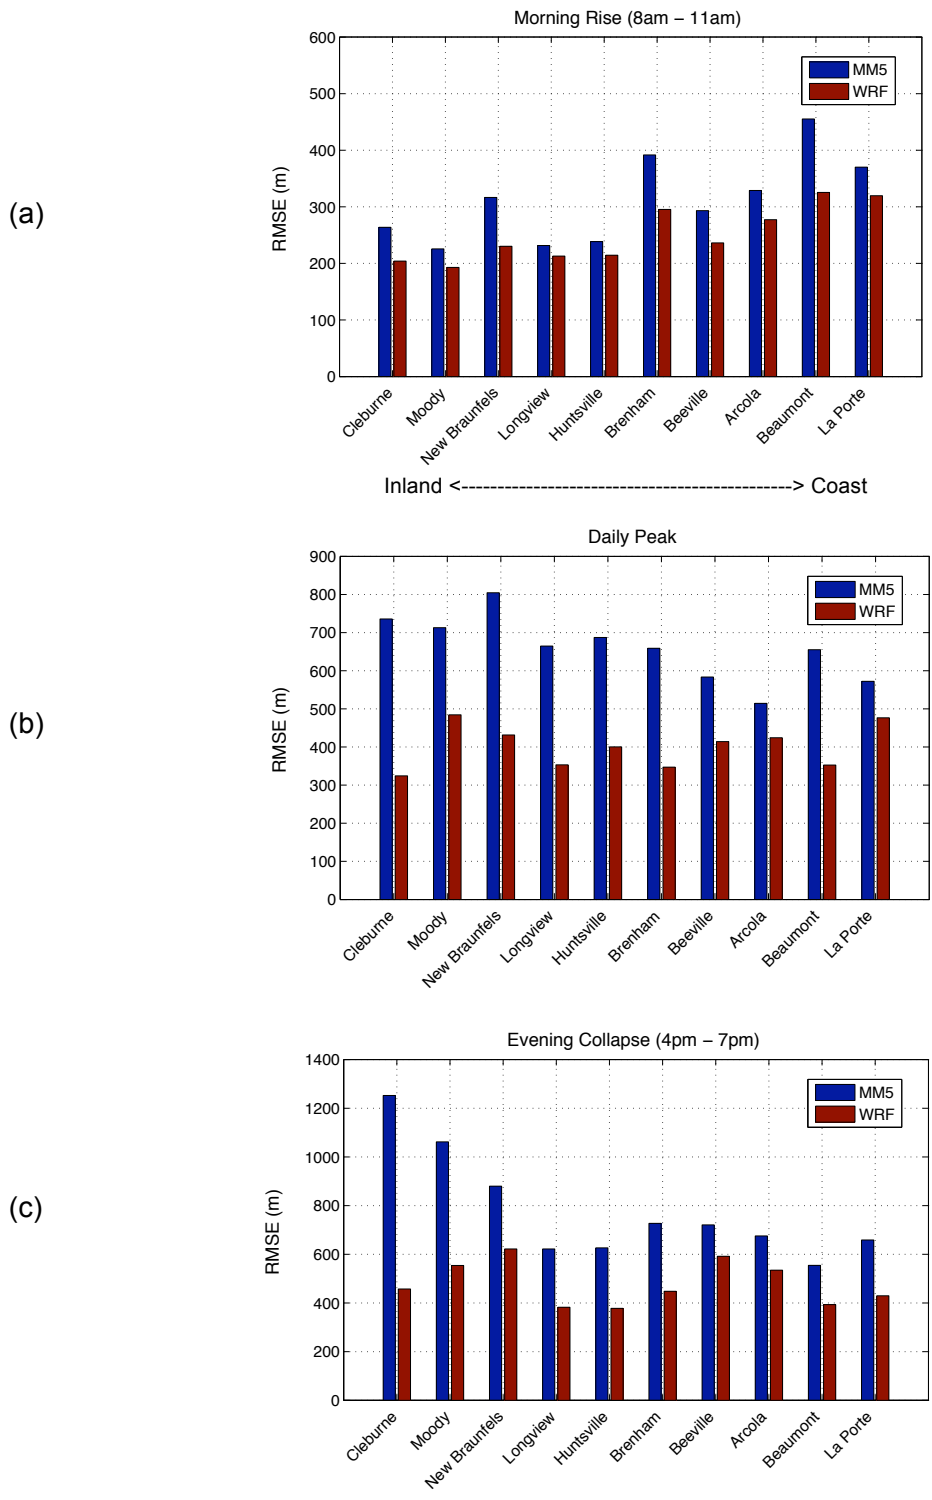 Morning Rise (8am – 11am)
(a)
RMSE (m)
600
500
400
300
200
100
0
MM5
WRF
Cleburne
Moody
New Braunfels
Longview
Huntsville
Brenham
Beeville
Arcola
Beaumont
La Porte
Inland <-----------------------------------------------> Coast
Daily Peak
(b)
RMSE (m)
900
800
700
600
500
400
300
200
100
0
MM5
WRF
Cleburne
Moody
New Braunfels
Longview
Huntsville
Brenham
Beeville
Arcola
Beaumont
La Porte
Evening Collapse (4pm – 7pm)
(c)
RMSE (m)
1400
1200
1000
800
600
400
200
0
MM5
WRF
Cleburne
Moody
New Braunfels
Longview
Huntsville
Brenham
Beeville
Arcola
Beaumont
La Porte